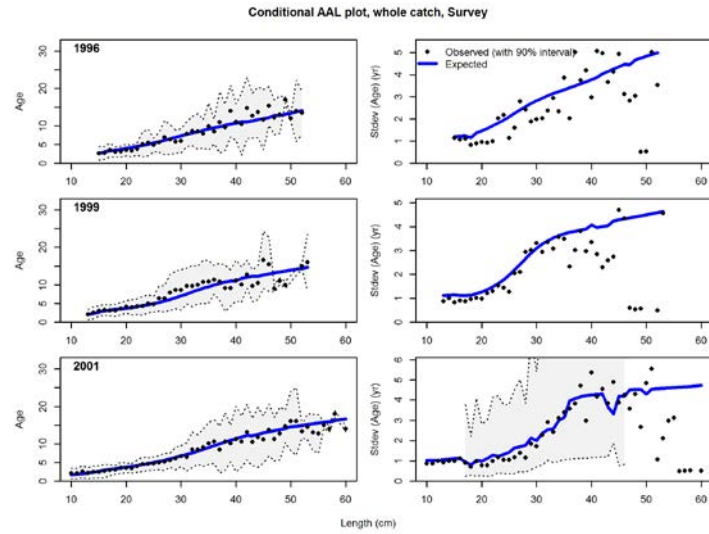 Conditional AAL plot, whole catch, Survey
1996
Age
30
20
15
10
5
0
10 20 30 40 50 60
Stdev (Age) (yr)
5
4
3
2
1
0
Observed (with 90% interval)
Expected
10 20 30 40 50 60
1999
Age
30
20
15
10
5
0
10 20 30 40 50 60
Stdev (Age) (yr)
5
4
3
2
1
0
10 20 30 40 50 60
2001
Age
30
20
15
10
5
0
10 20 30 40 50 60
Stdev (Age) (yr)
6
5
4
3
2
1
0
10 20 30 40 50 60
Length (cm)